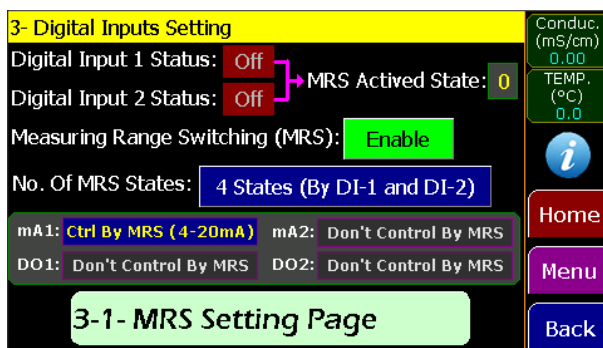 3- Digital Inputs Setting
Digital Input 1 Status: Off
Digital Input 2 Status: Off
MRS Actived State: 0
Measuring Range Switching (MRS): Enable
No. Of MRS States: 4 States (By DI-1 and DI-2)
mA1: Ctrl By MRS (4-20mA) mA2: Don't Control By MRS
DO1: Don't Control By MRS DO2: Don't Control By MRS
3-1- MRS Setting Page
Conduc.
(mS/cm)
0.00
TEMP.
(°C)
0.0
i
Home
Menu
Back